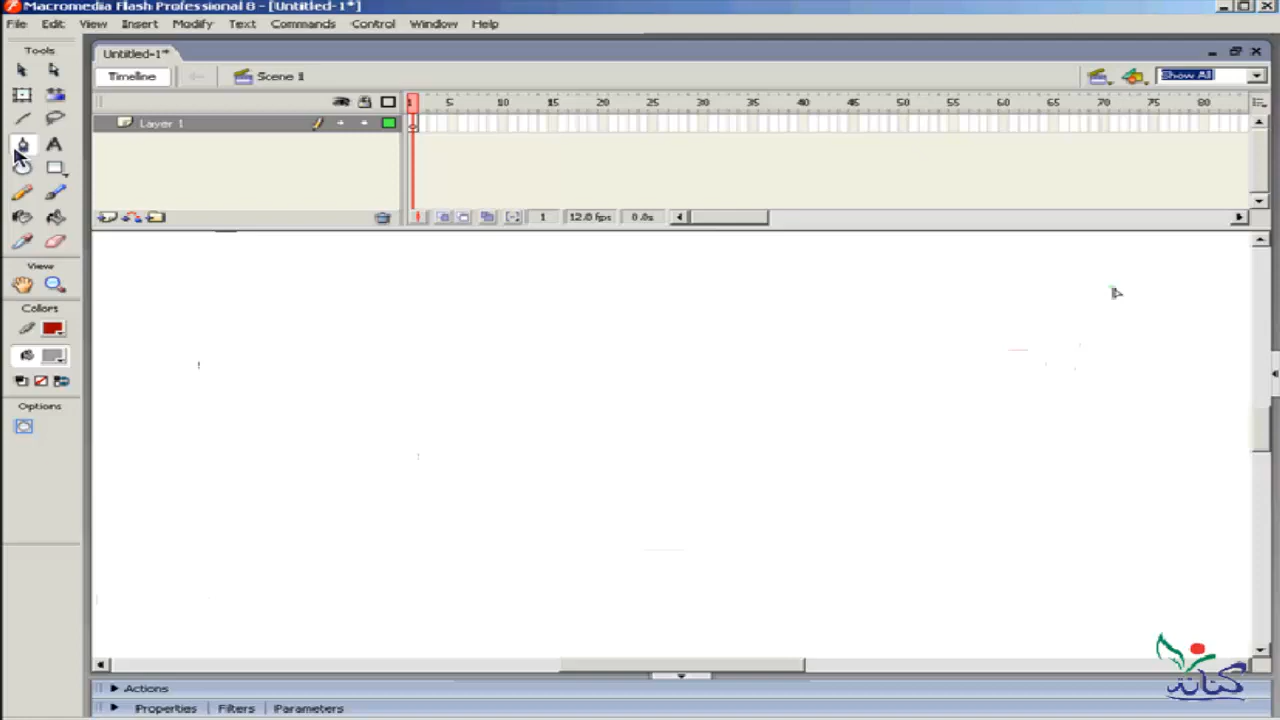 Macromedia Flash Professional 8 - [Untitled-1*]
File Edit View Insert Modify Text Commands Control Window Help
Tools
Untitled-1*
Timeline
Scene 1
Show All
1 5 10 15 20 25 30 35 40 45 50 55 60 65 70 75 80
Layer 1
1 12.0 fps 0.0s
View
Colors
Options
Actions
Properties Filters Parameters